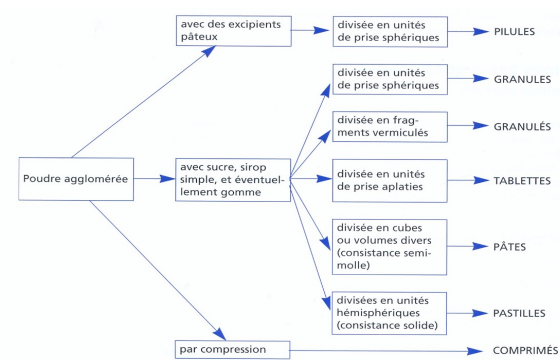 avec des excipients
pâteux
divisée en unités
de prise sphériques
PILULES
divisée en unités
de prise sphériques
GRANULES
divisée en frag-
ments vermiculés
GRANULÉS
Poudre agglomérée
avec sucre, sirop
simple, et éventuel-
lement gomme
divisée en unités
de prise aplaties
TABLETTES
divisée en cubes
ou volumes divers
(consistance semi-
molle)
PÂTES
divisées en unités
hémisphériques
(consistance solide)
PASTILLES
par compression
COMPRIMÉS